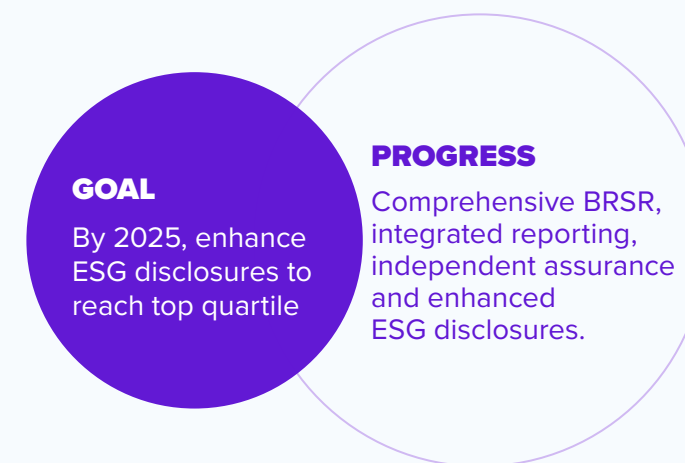 GOAL
By 2025, enhance
ESG disclosures to
reach top quartile
PROGRESS
Comprehensive BRSR,
integrated reporting,
independent assurance
and enhanced
ESG disclosures.